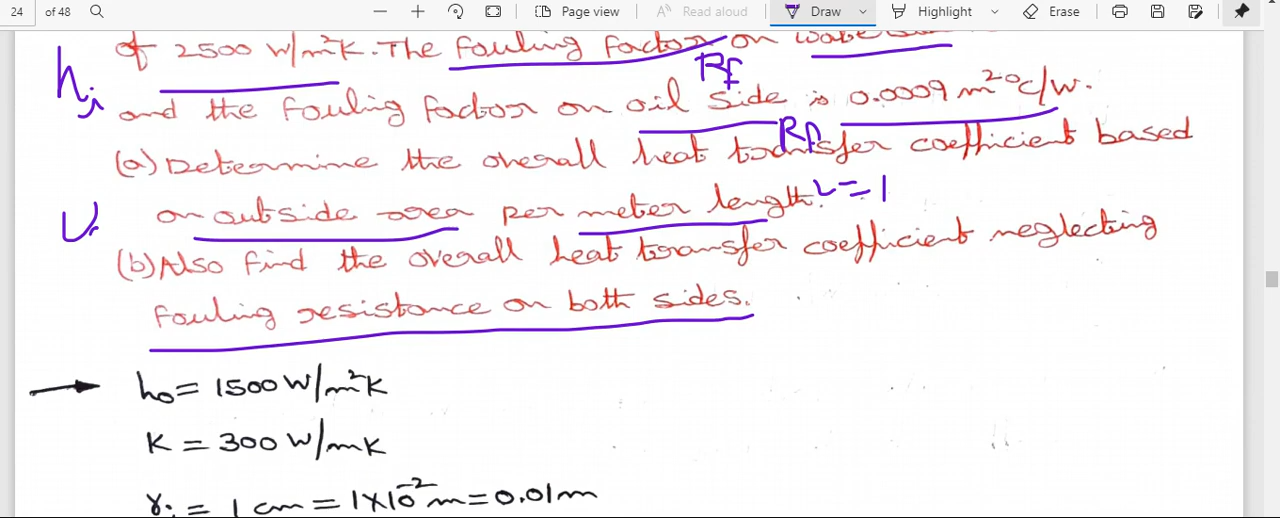 24 of 48 Page view Read aloud Draw Highlight Erase
of 2500 W/m²K. The fouling factor on
hi Rf
and the fouling factor on oil side is 0.0009 m² °C/W.
Rf
(a) Determine the overall heat transfer coefficient based
on outside area per meter length. L = 1
U
(b) Also find the overall heat transfer coefficient neglecting
fouling resistance on both sides.
ho = 1500 W/m²K
K = 300 W/mK
ri = 1 cm = 1×10⁻² m = 0.01m